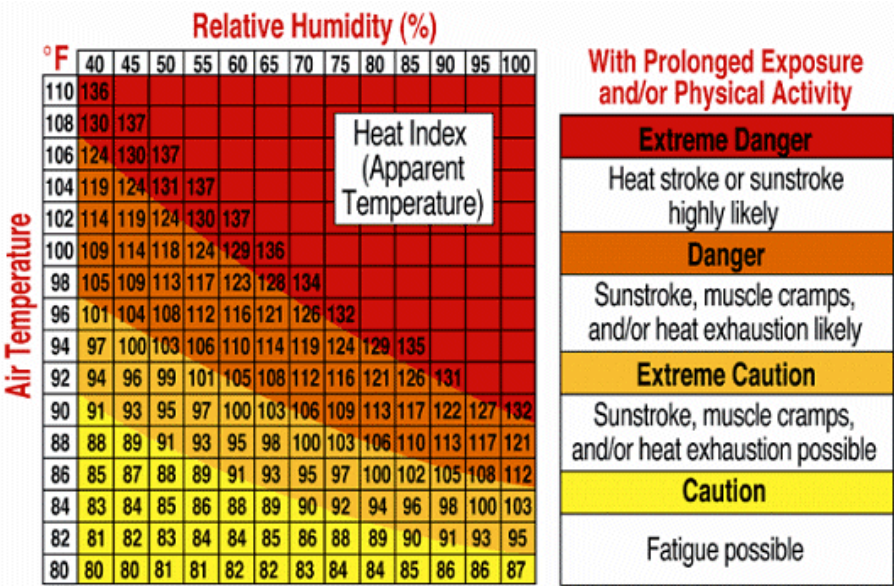 Relative Humidity (%)
°F 40 45 50 55 60 65 70 75 80 85 90 95 100
110 136
108 130 137
106 124 130 137
104 119 124 131 137
102 114 119 124 130 137
100 109 114 118 124 129 136
98 105 109 113 117 123 128 134
96 101 104 108 112 116 121 126 132
94 97 100 103 106 110 114 119 124 129 135
92 94 96 99 101 105 108 112 116 121 126 131
90 91 93 95 97 100 103 106 109 113 117 122 127 132
88 88 89 91 93 95 98 100 103 106 110 113 117 121
86 85 87 88 89 91 93 95 97 100 102 105 108 112
84 83 84 85 86 88 89 90 92 94 96 98 100 103
82 81 82 83 84 84 85 86 88 89 90 91 93 95
80 80 80 81 81 82 82 83 84 84 85 86 86 87
Air Temperature
Heat Index
(Apparent
Temperature)
With Prolonged Exposure
and/or Physical Activity
Extreme Danger
Heat stroke or sunstroke
highly likely
Danger
Sunstroke, muscle cramps,
and/or heat exhaustion likely
Extreme Caution
Sunstroke, muscle cramps,
and/or heat exhaustion possible
Caution
Fatigue possible